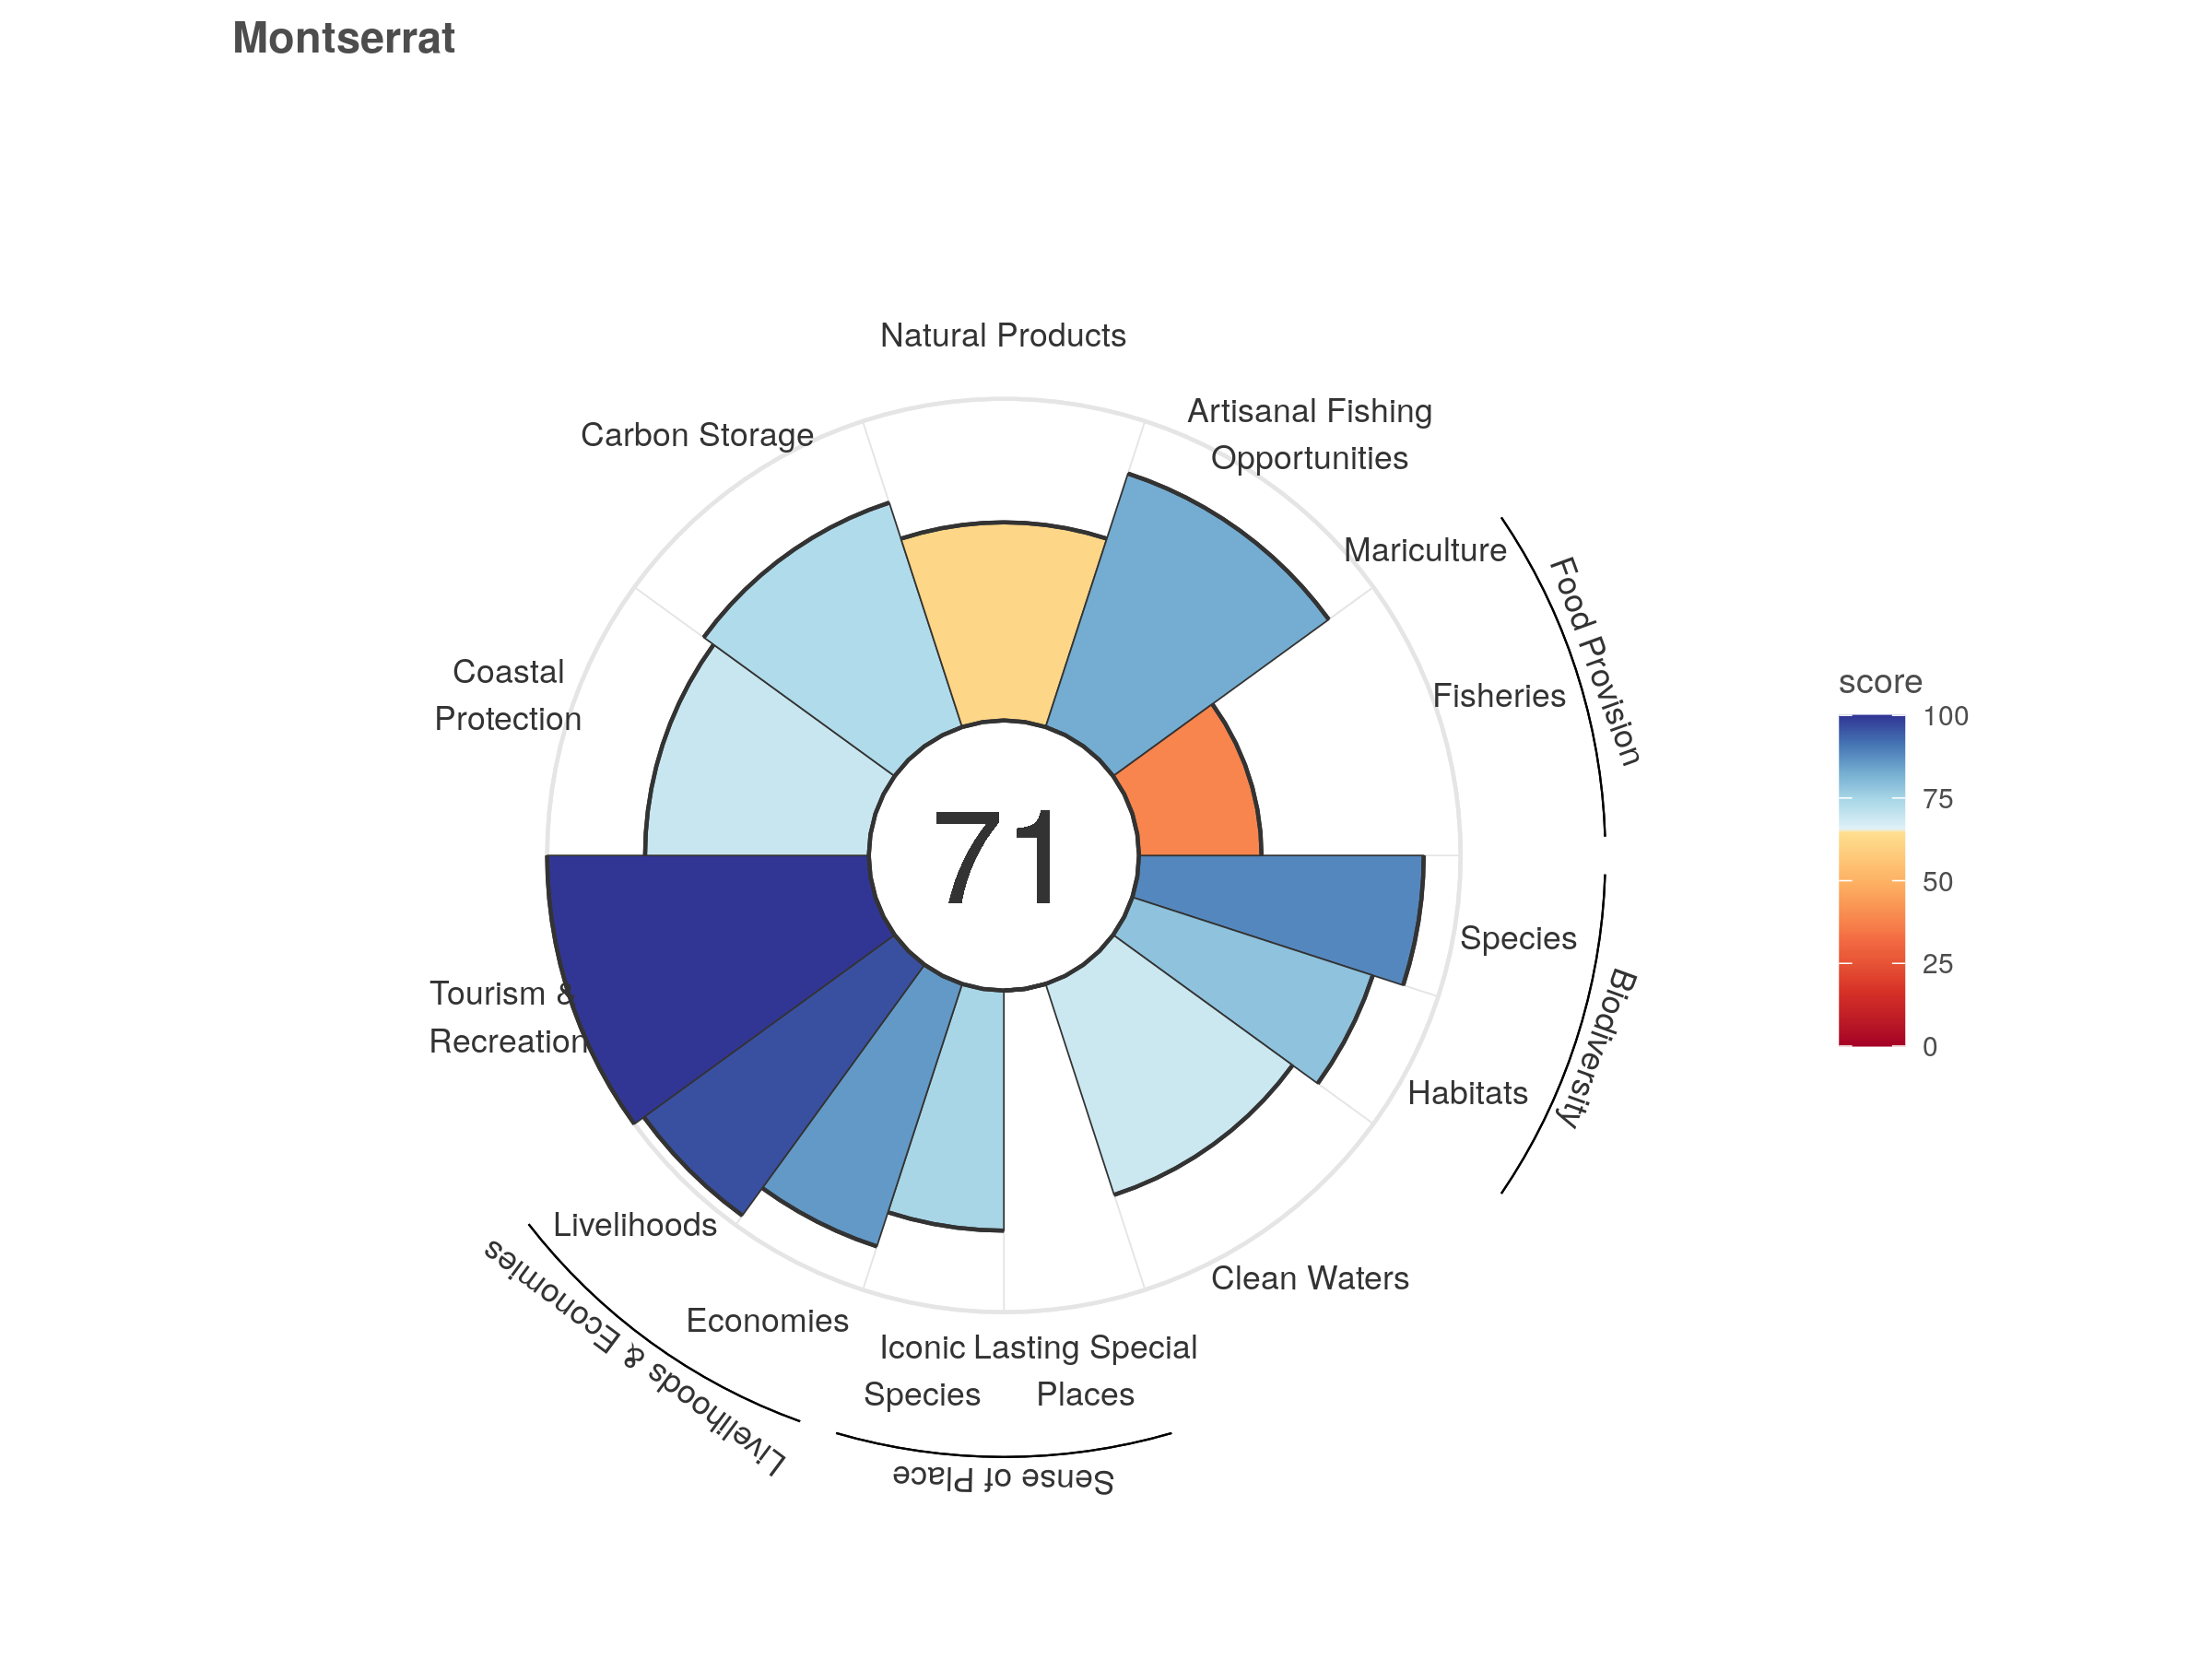 Montserrat
Natural Products
Artisanal Fishing
Opportunities
Carbon Storage
Mariculture
Food Provision
Fisheries
Coastal
Protection
71
Species
Biodiversity
Habitats
Tourism &
Recreation
Livelihoods
Livelihoods & Economies
Economies
Clean Waters
Iconic
Species
Lasting Special
Places
Sense of Place
score
100
75
50
25
0